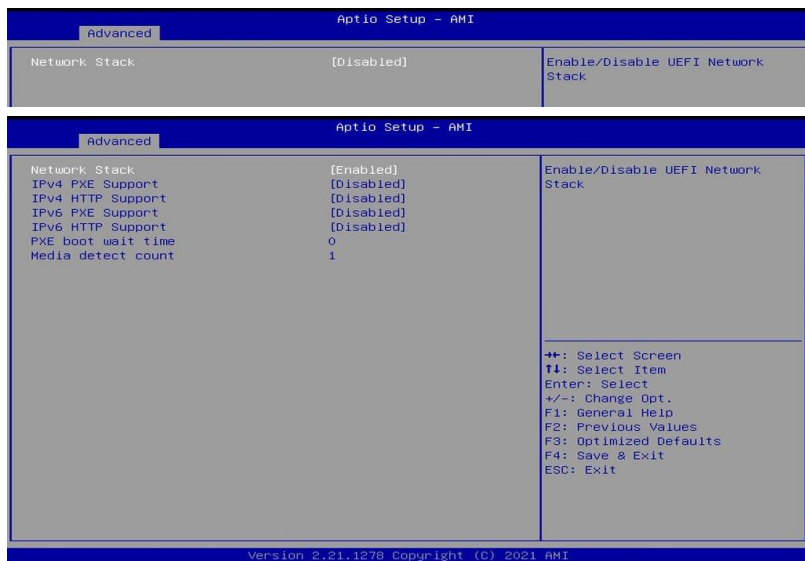 Aptio Setup – AMI
Advanced
Network Stack [Disabled]
Enable/Disable UEFI Network
Stack
Aptio Setup – AMI
Advanced
Network Stack [Enabled]
IPv4 PXE Support [Disabled]
IPv4 HTTP Support [Disabled]
IPv6 PXE Support [Disabled]
IPv6 HTTP Support [Disabled]
PXE boot wait time 0
Media detect count 1
Enable/Disable UEFI Network
Stack
→←: Select Screen
↑↓: Select Item
Enter: Select
+/-: Change Opt.
F1: General Help
F2: Previous Values
F3: Optimized Defaults
F4: Save & Exit
ESC: Exit
Version 2.21.1278 Copyright (C) 2021 AMI